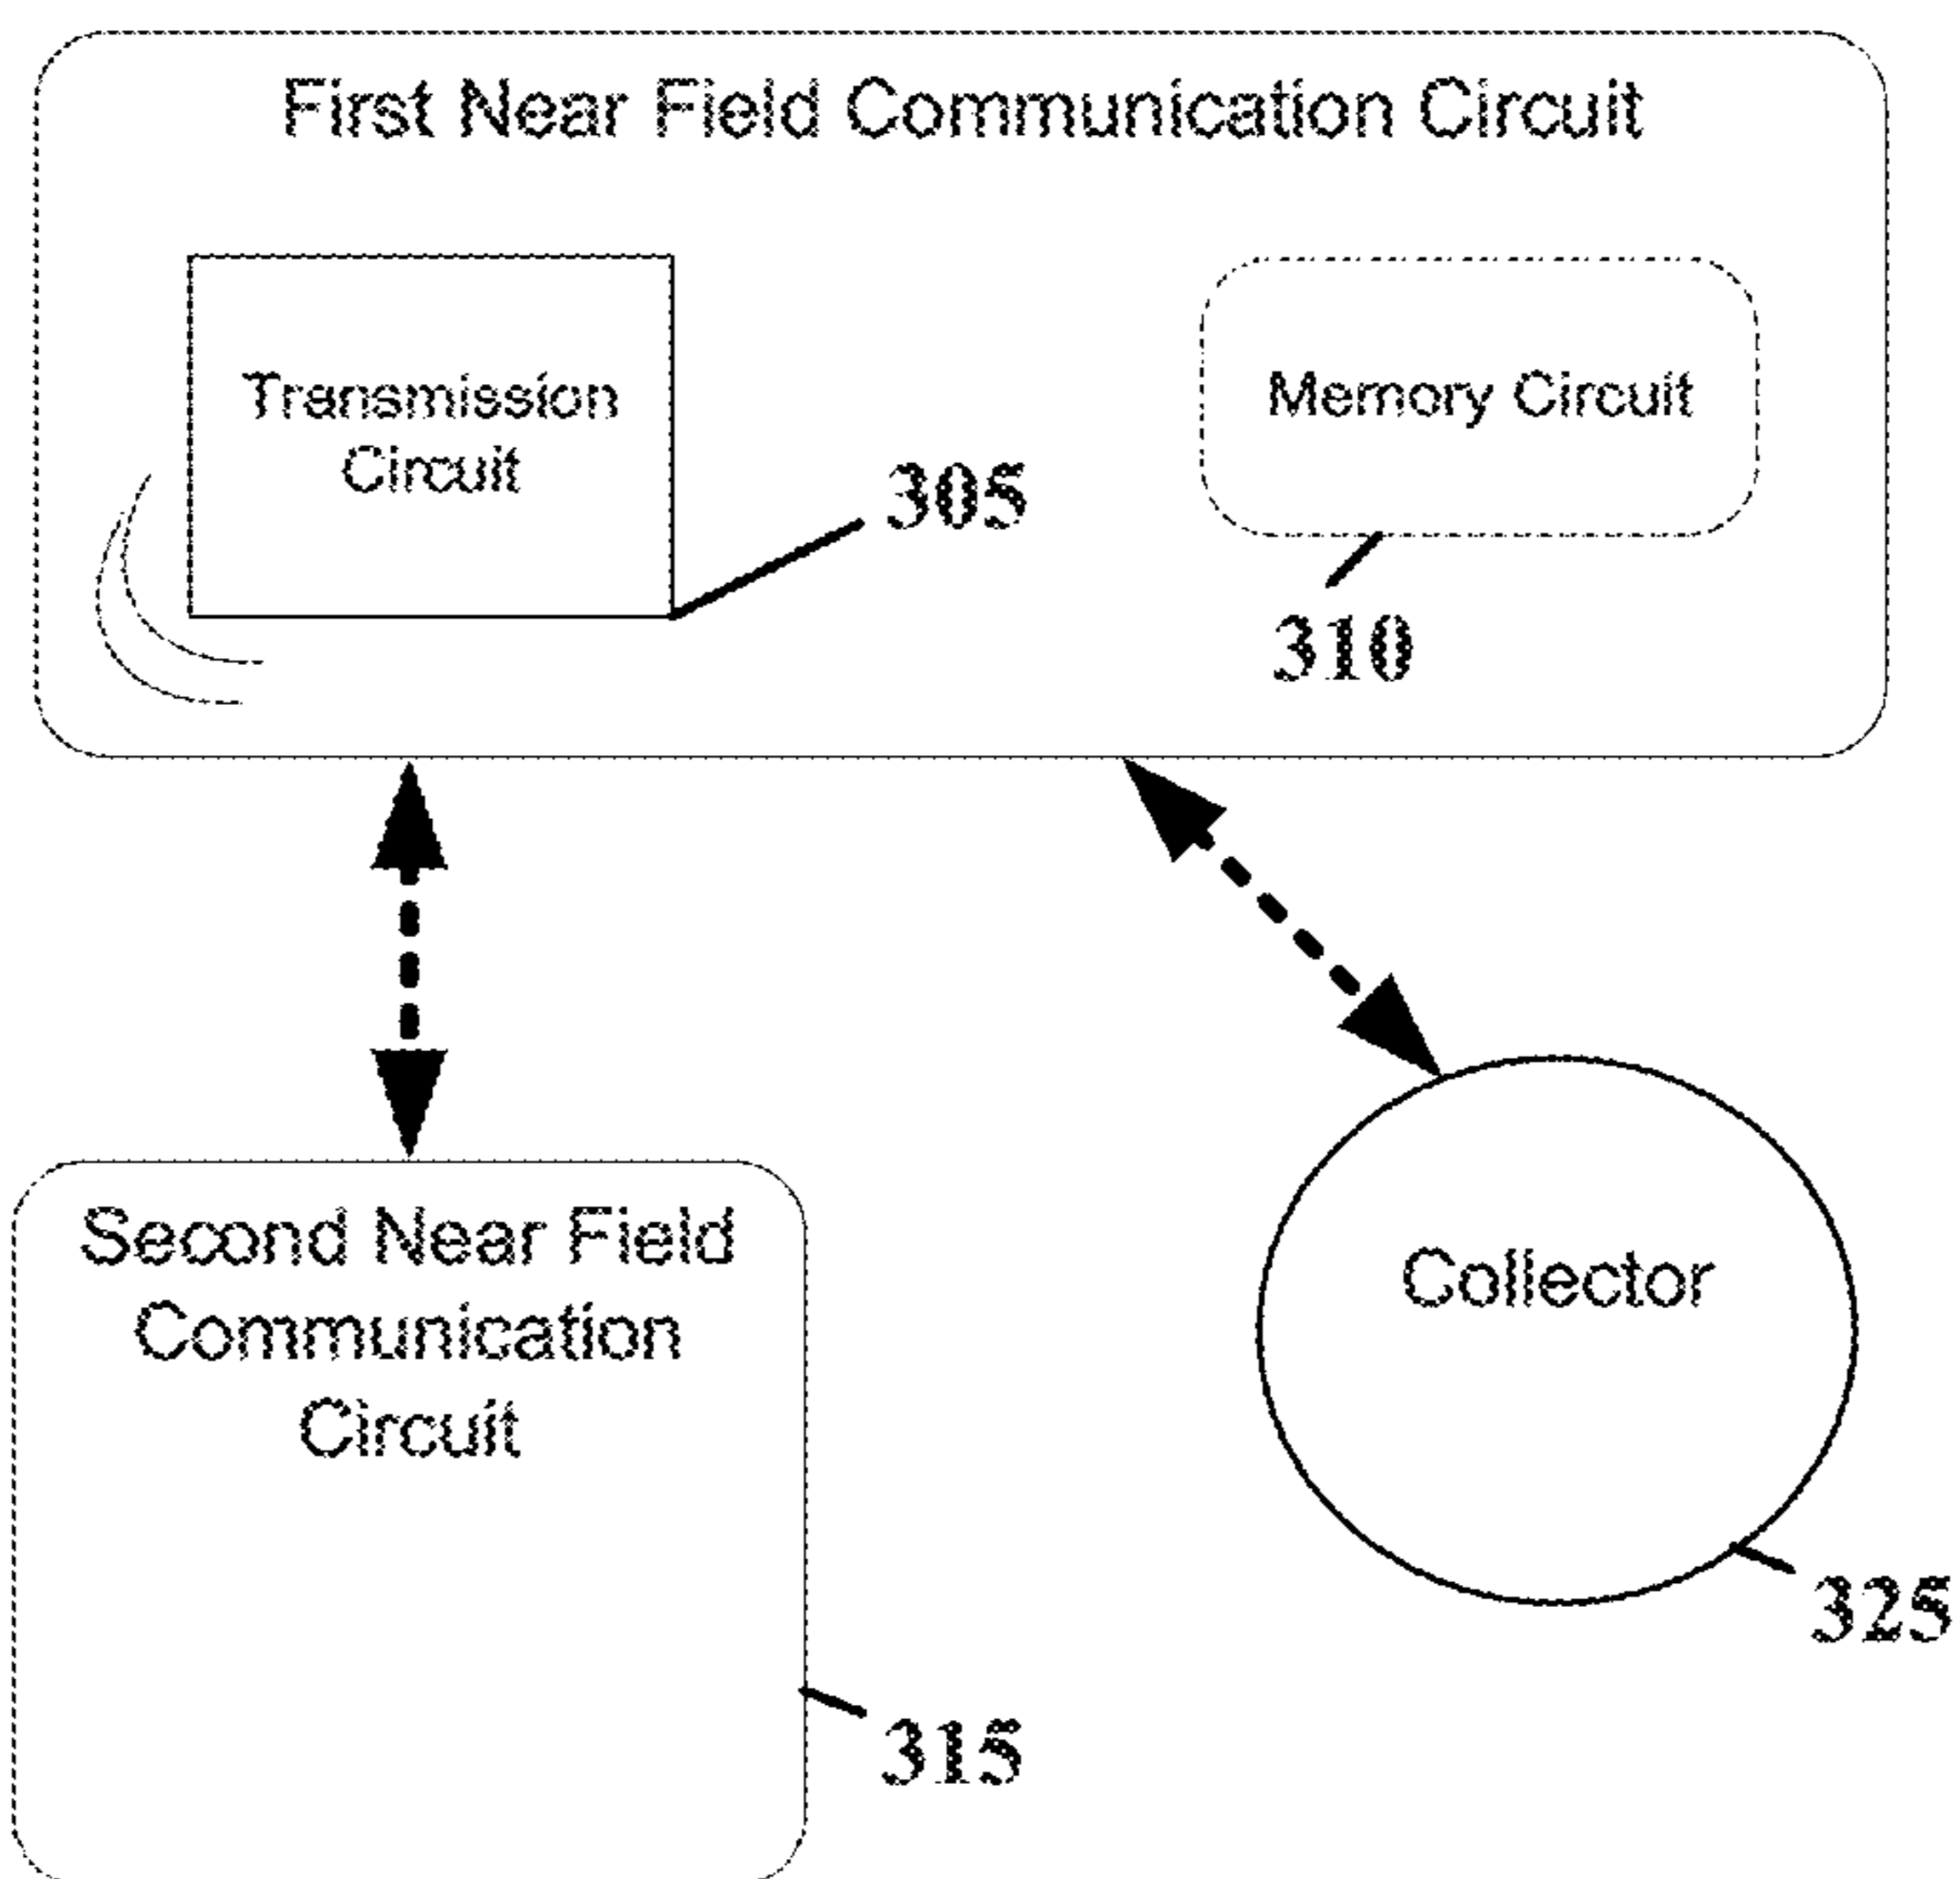 First Near Field Communication Circuit
Transmission
Circuit
Memory Circuit
305
310
Second Near Field
Communication
Circuit
Collector
325
315